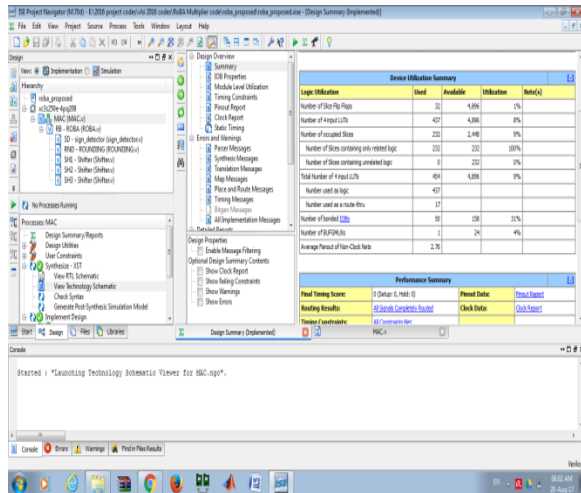 ISE Project Navigator (M.70d) - E:\2016 project codes\vlsi 2016 codes\RoBA Multiplier code\roba_proposed\roba_proposed.xise - [Design Summary (Implemented)]
File Edit View Project Source Process Tools Window Layout Help
Design
View: Implementation Simulation
Hierarchy
roba_proposed
xc3s250e-4pq208
MAC (MAC.v)
RB - ROBA (ROBA.v)
SD - sign_detector (sign_detector.v)
RND - ROUNDING (ROUNDING.v)
SH1 - Shifter (Shifter.v)
SH2 - Shifter (Shifter.v)
SH3 - Shifter (Shifter.v)
No Processes Running
Processes: MAC
Design Summary/Reports
Design Utilities
User Constraints
Synthesize - XST
View RTL Schematic
View Technology Schematic
Check Syntax
Generate Post-Synthesis Simulation Model
Implement Design
Start Design Files Libraries
Design Overview
Summary
IOB Properties
Module Level Utilization
Timing Constraints
Pinout Report
Clock Report
Static Timing
Errors and Warnings
Parser Messages
Synthesis Messages
Translation Messages
Map Messages
Place and Route Messages
Timing Messages
Bitgen Messages
All Implementation Messages
Detailed Reports
Design Properties
Enable Message Filtering
Optional Design Summary Contents
Show Clock Report
Show Failing Constraints
Show Warnings
Show Errors
Device Utilization Summary [-]
Logic Utilization Used Available Utilization Note(s)
Number of Slice Flip Flops 32 4,896 1%
Number of 4 input LUTs 437 4,896 8%
Number of occupied Slices 232 2,448 9%
Number of Slices containing only related logic 232 232 100%
Number of Slices containing unrelated logic 0 232 0%
Total Number of 4 input LUTs 454 4,896 9%
Number used as logic 437
Number used as a route-thru 17
Number of bonded IOBs 50 158 31%
Number of BUFGMUXs 1 24 4%
Average Fanout of Non-Clock Nets 2.78
Performance Summary [-]
Final Timing Score: 0 (Setup: 0, Hold: 0) Pinout Data: Pinout Report
Routing Results: All Signals Completely Routed Clock Data: Clock Report
Timing Constraints: All Constraints Met
Design Summary (Implemented) MAC.v
Console
Started : "Launching Technology Schematic Viewer for MAC.ngc".
Console Errors Warnings Find in Files Results
Verilo
EN 08:02 AM
20-Aug-17